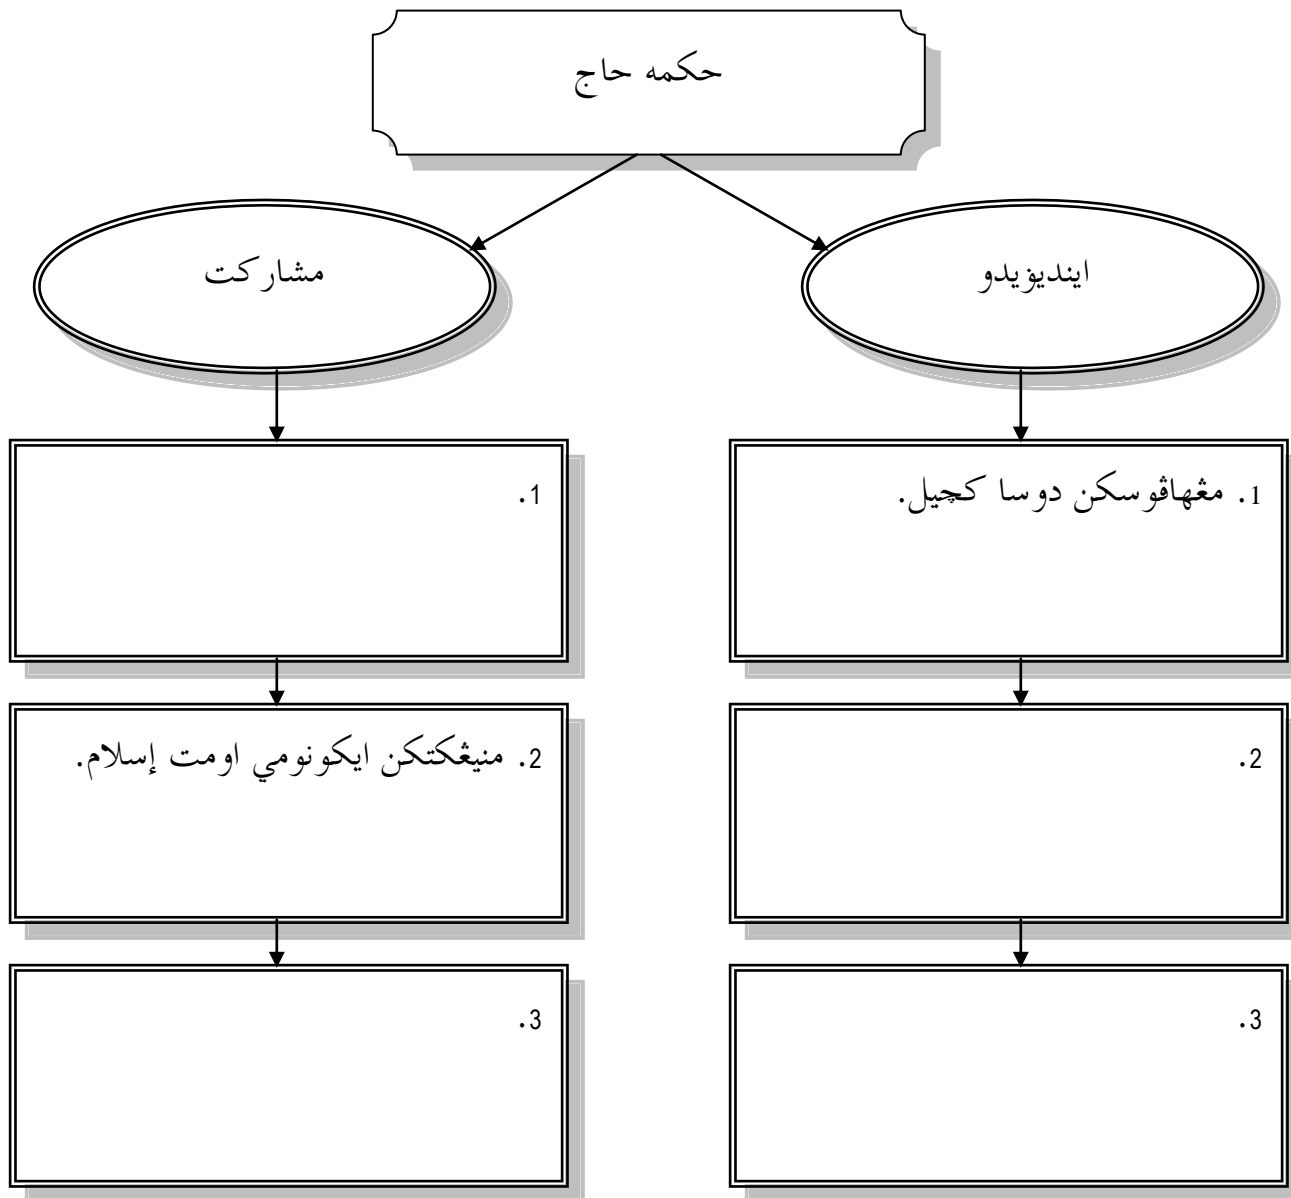 حكمه حاج
اينديۏيدو
مشاركت
1. مڠهاڤوسكن دوسا كچيل.
2.
3.
1.
2. منيڠكتكن ايكونومي اومت إسلام.
3.